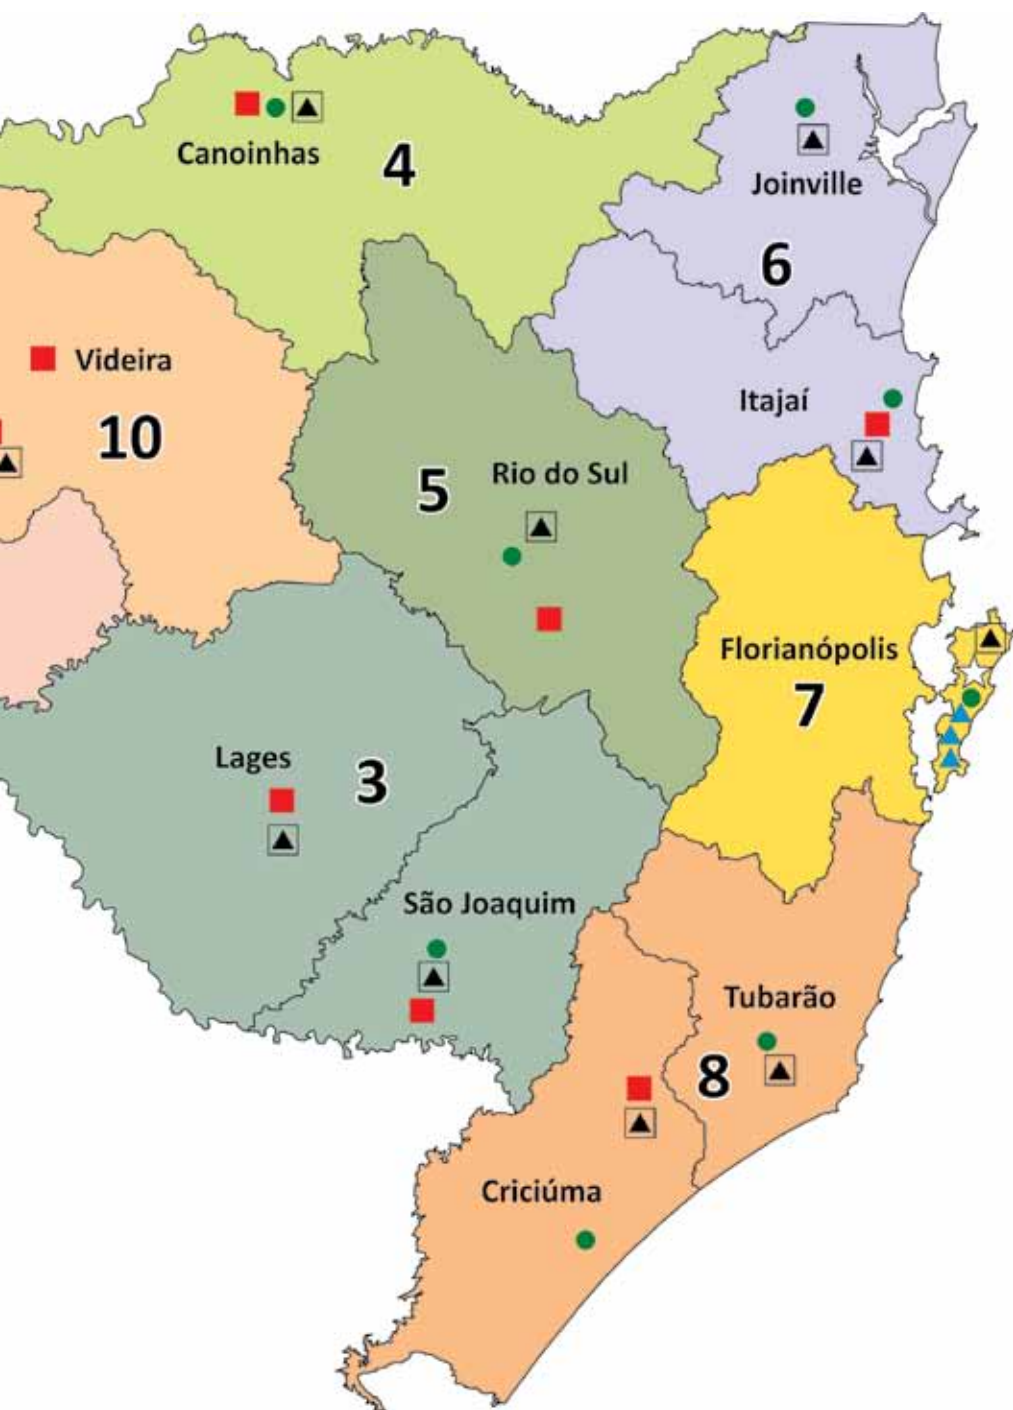 Canoinhas
4
Joinville
6
Videira
10
Itajaí
5
Rio do Sul
Florianópolis
7
Lages
3
São Joaquim
Tubarão
8
Criciúma